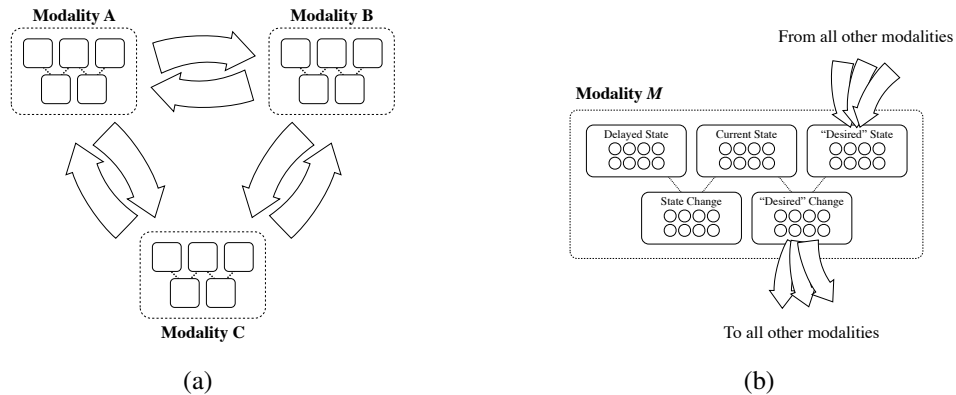 Modality A
Modality B
Modality C
(a)
From all other modalities
Modality M
Delayed State
Current State
“Desired” State
State Change
“Desired” Change
To all other modalities
(b)